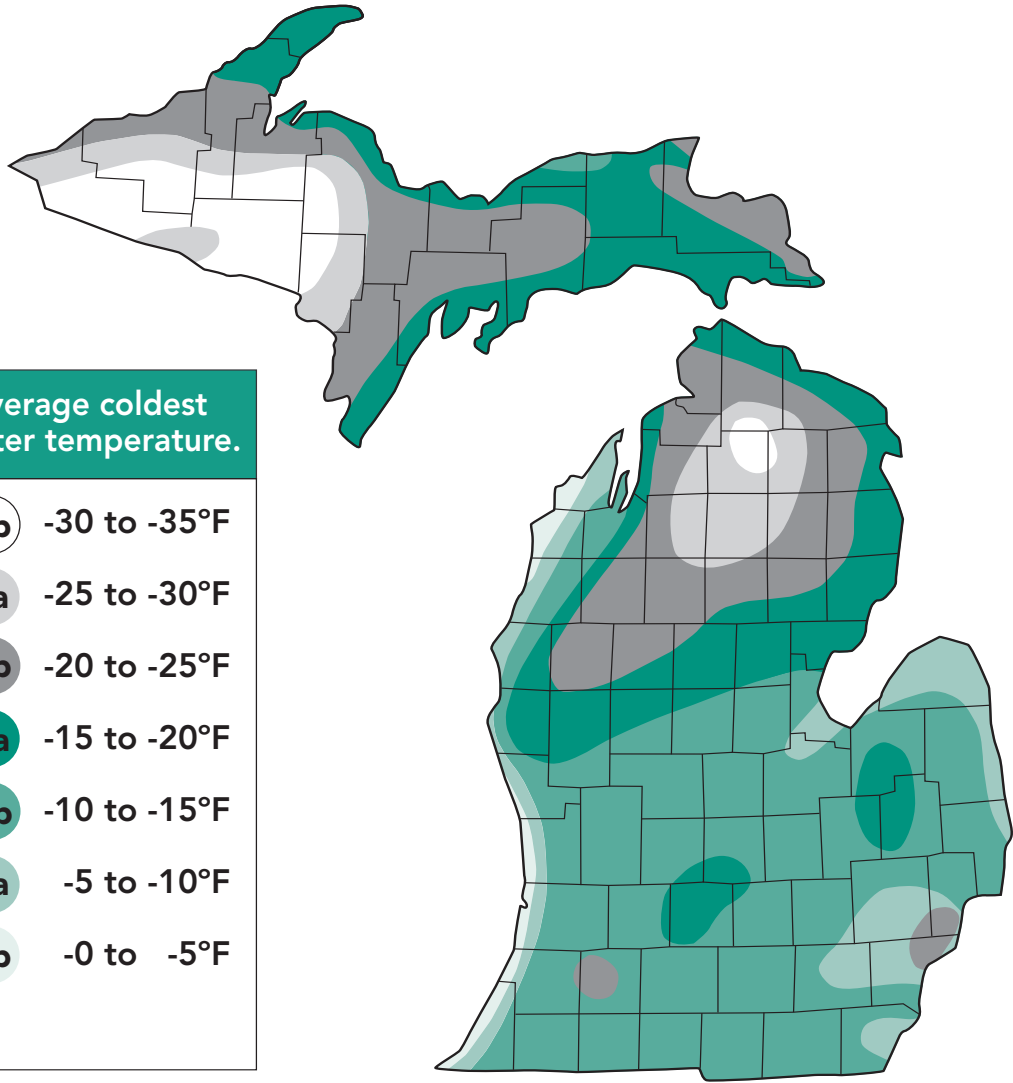 verage coldest
ter temperature.
b -30 to -35°F
a -25 to -30°F
b -20 to -25°F
a -15 to -20°F
b -10 to -15°F
a -5 to -10°F
b -0 to -5°F